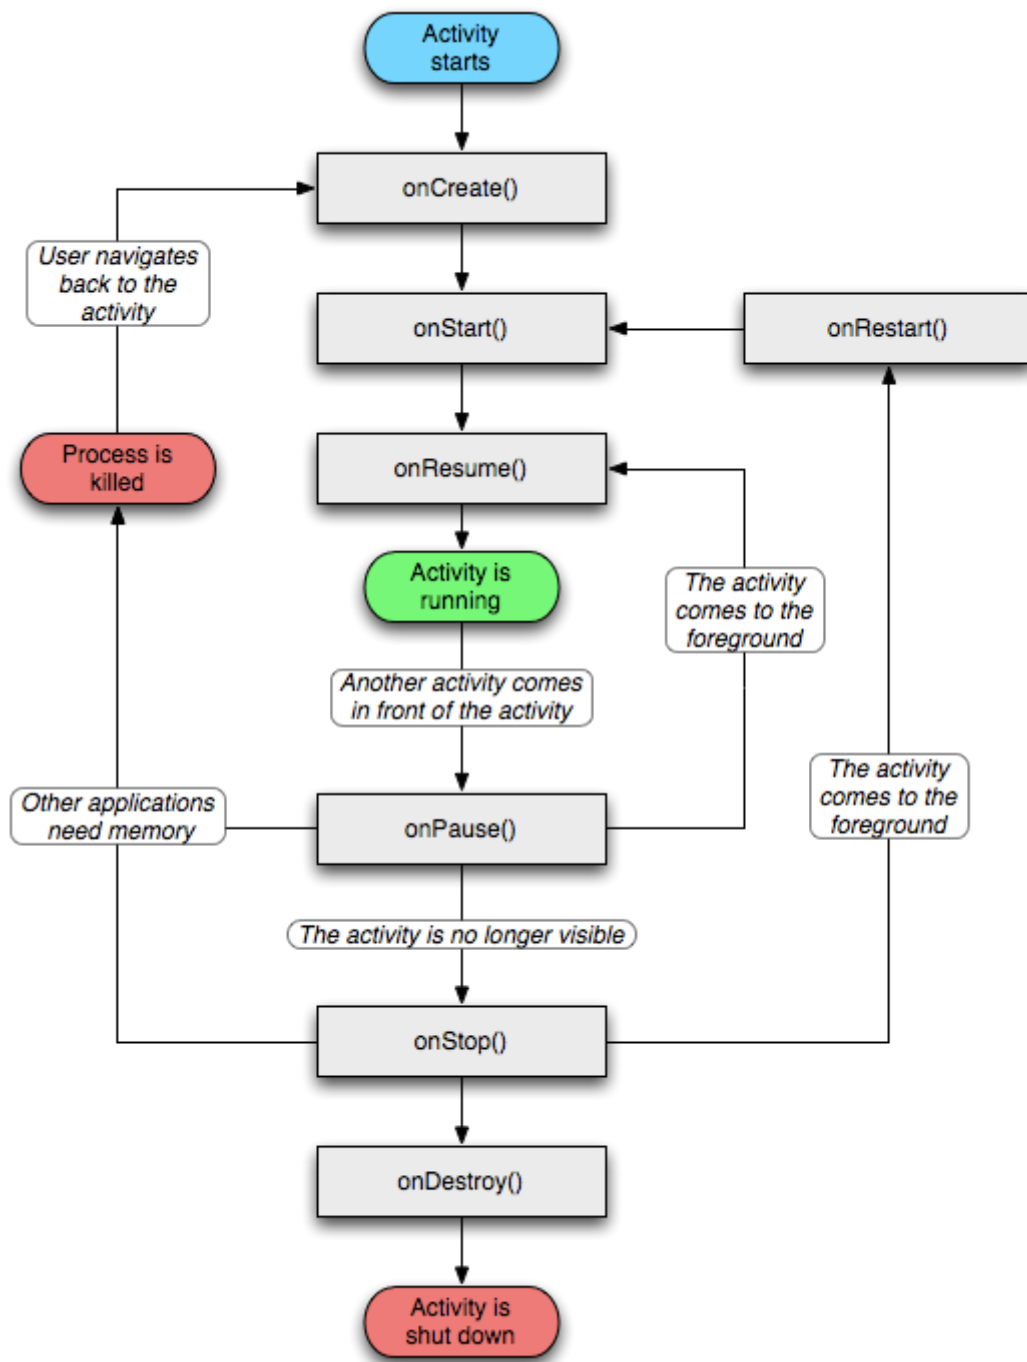 Activity
starts
onCreate()
User navigates
back to the
activity
onStart()
onRestart()
Process is
killed
onResume()
Activity is
running
The activity
comes to the
foreground
Another activity comes
in front of the activity
The activity
comes to the
foreground
Other applications
need memory
onPause()
The activity is no longer visible
onStop()
onDestroy()
Activity is
shut down